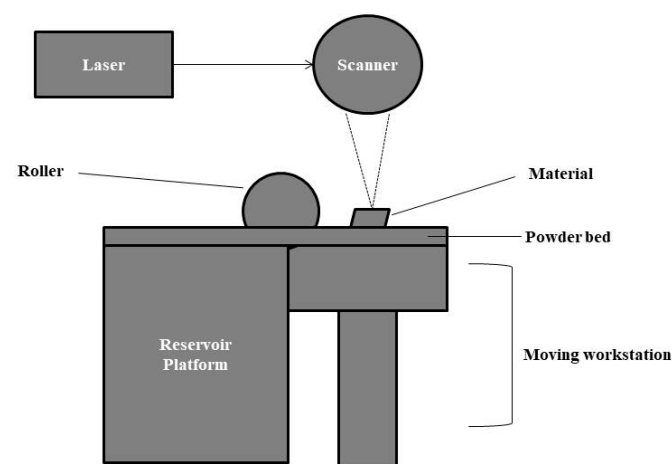 Laser
Scanner
Roller
Material
Powder bed
Reservoir
Platform
Moving workstation